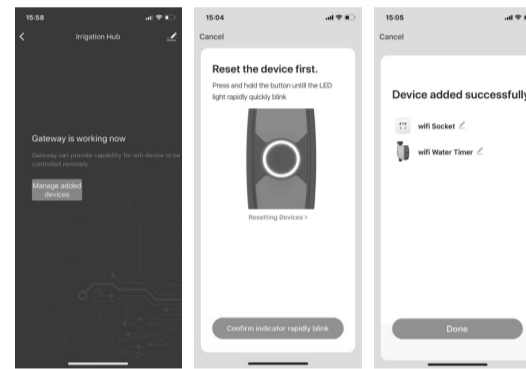 15:58
Irrigation Hub
Gateway is working now
Gateway can provide capability for wifi device to be
controlled remotey.
Manage added
devices
15:04
Cancel
Reset the device first.
Press and hold the button untill the LED
light rapidly quickly blink
Resetting Devices >
Confirm indicator rapidly blink
15:05
Cancel
Device added successfully
wifi Socket
wifi Water Timer
Done